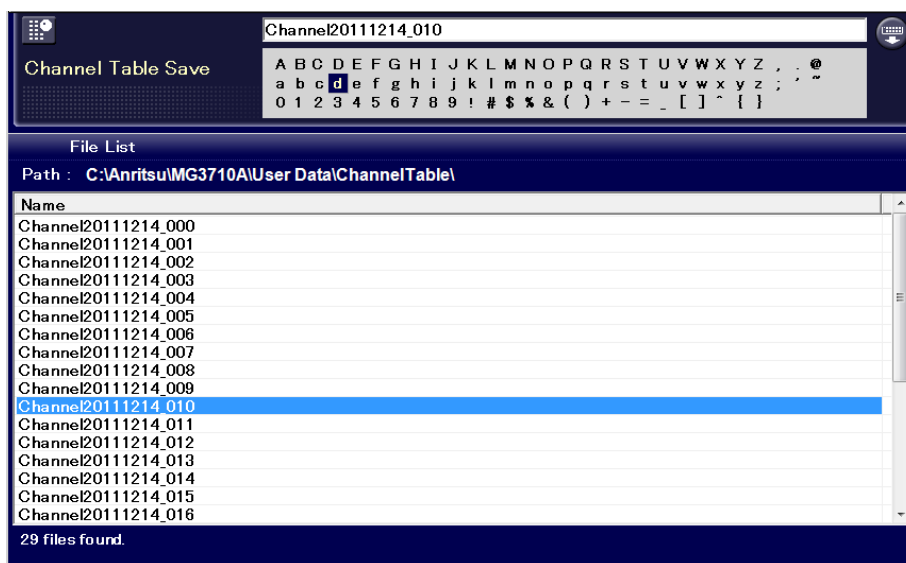 Channel20111214_010
Channel Table Save
A B C D E F G H I J K L M N O P Q R S T U V W X Y Z , . @
a b c d e f g h i j k l m n o p q r s t u v w x y z ; ´ ~
0 1 2 3 4 5 6 7 8 9 ! # $ % & ( ) + - = _ [ ] ^ { }
File List
Path : C:\Anritsu\MG3710A\User Data\ChannelTable\
Name
Channel20111214_000
Channel20111214_001
Channel20111214_002
Channel20111214_003
Channel20111214_004
Channel20111214_005
Channel20111214_006
Channel20111214_007
Channel20111214_008
Channel20111214_009
Channel20111214_010
Channel20111214_011
Channel20111214_012
Channel20111214_013
Channel20111214_014
Channel20111214_015
Channel20111214_016
29 files found.